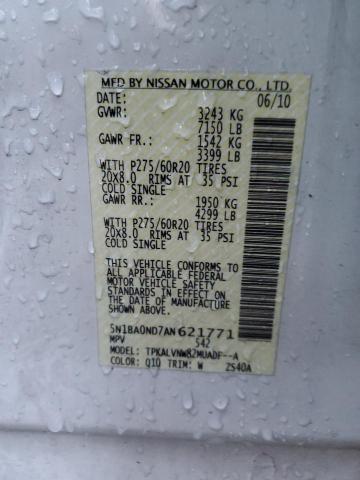 MFD BY NISSAN MOTOR CO., LTD.
DATE: 06/10
GVWR: 3243 KG
7150 LB
GAWR FR.: 1542 KG
3399 LB
WITH P275/60R20 TIRES
20x8.0 RIMS AT 35 PSI
COLD SINGLE
GAWR RR.: 1950 KG
4299 LB
WITH P275/60R20 TIRES
20x8.0 RIMS AT 35 PSI
COLD SINGLE
THIS VEHICLE CONFORMS TO
ALL APPLICABLE FEDERAL
MOTOR VEHICLE SAFETY
STANDARDS IN EFFECT ON
THE DATE OF MANUFACTURE
SHOWN ABOVE.
5N1BA0ND7AN621771
MPV 542
MODEL: TPKALVNW82MUADF--A
COLOR: Q10 TRIM: W ZS40A